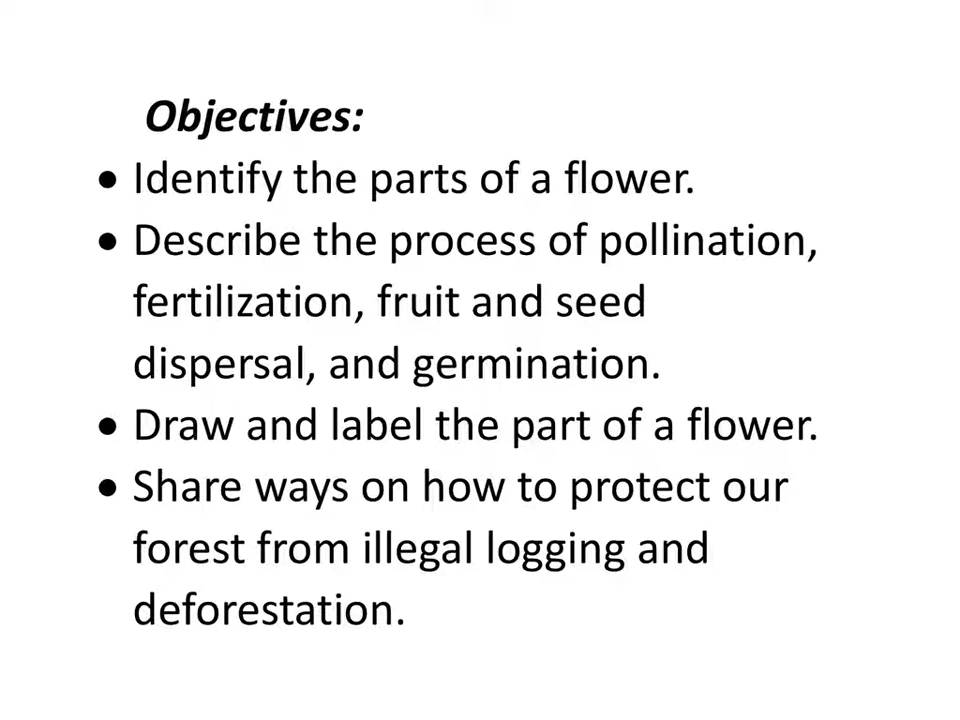 Objectives:
• Identify the parts of a flower.
• Describe the process of pollination,
fertilization, fruit and seed
dispersal, and germination.
• Draw and label the part of a flower.
• Share ways on how to protect our
forest from illegal logging and
deforestation.